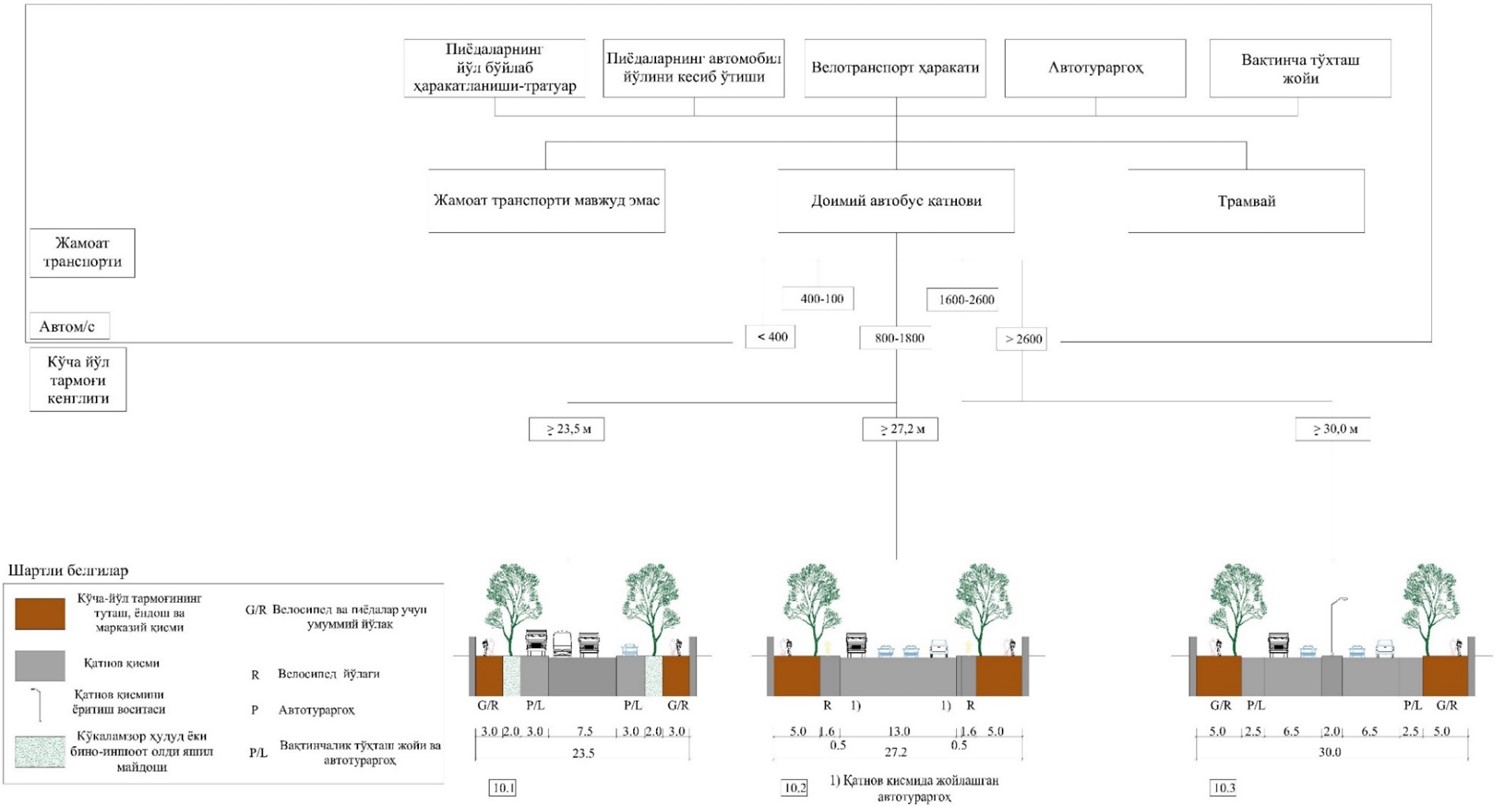 Пиёдаларнинг
йўл бўйлаб
ҳаракатланиши-тратуар
Пиёдаларнинг автомобил
йўлини кесиб ўтиши
Велотранспорт ҳаракати
Автотураргоҳ
Вақтинча тўхташ
жойи
Жамоат транспорти мавжуд эмас
Доимий автобус қатнови
Трамвай
Жамоат
транспорти
400-100
1600-2600
Автом/с
< 400
800-1800
> 2600
Кўча йўл
тармоғи
кенглиги
≥ 23,5 м
≥ 27,2 м
≥ 30,0 м
Шартли белгилар
Кўча-йўл тармоғининг
туташ, ёндош ва
марказий қисми
G/R Велосипед ва пиёдалар учун
умуммий йўлак
Қатнов қисми
R Велосипед йўлаги
Қатнов қисмини
ёритиш воситаси
P Автотураргоҳ
Кўкаламзор ҳудуд ёки
бино-иншоот олди яшил
майдони
P/L Вақтинчалик тўхташ жойи ва
автотураргоҳ
G/R P/L P/L G/R
3.0 2.0 3.0 7.5 3.0 2.0 3.0
23.5
10.1
R 1) 1) R
5.0 1.6 13.0 1.6 5.0
0.5 27.2 0.5
10.2
1) Қатнов қисмида жойлашган
автотураргоҳ
G/R P/L P/L G/R
5.0 2.5 6.5 2.0 6.5 2.5 5.0
30.0
10.3